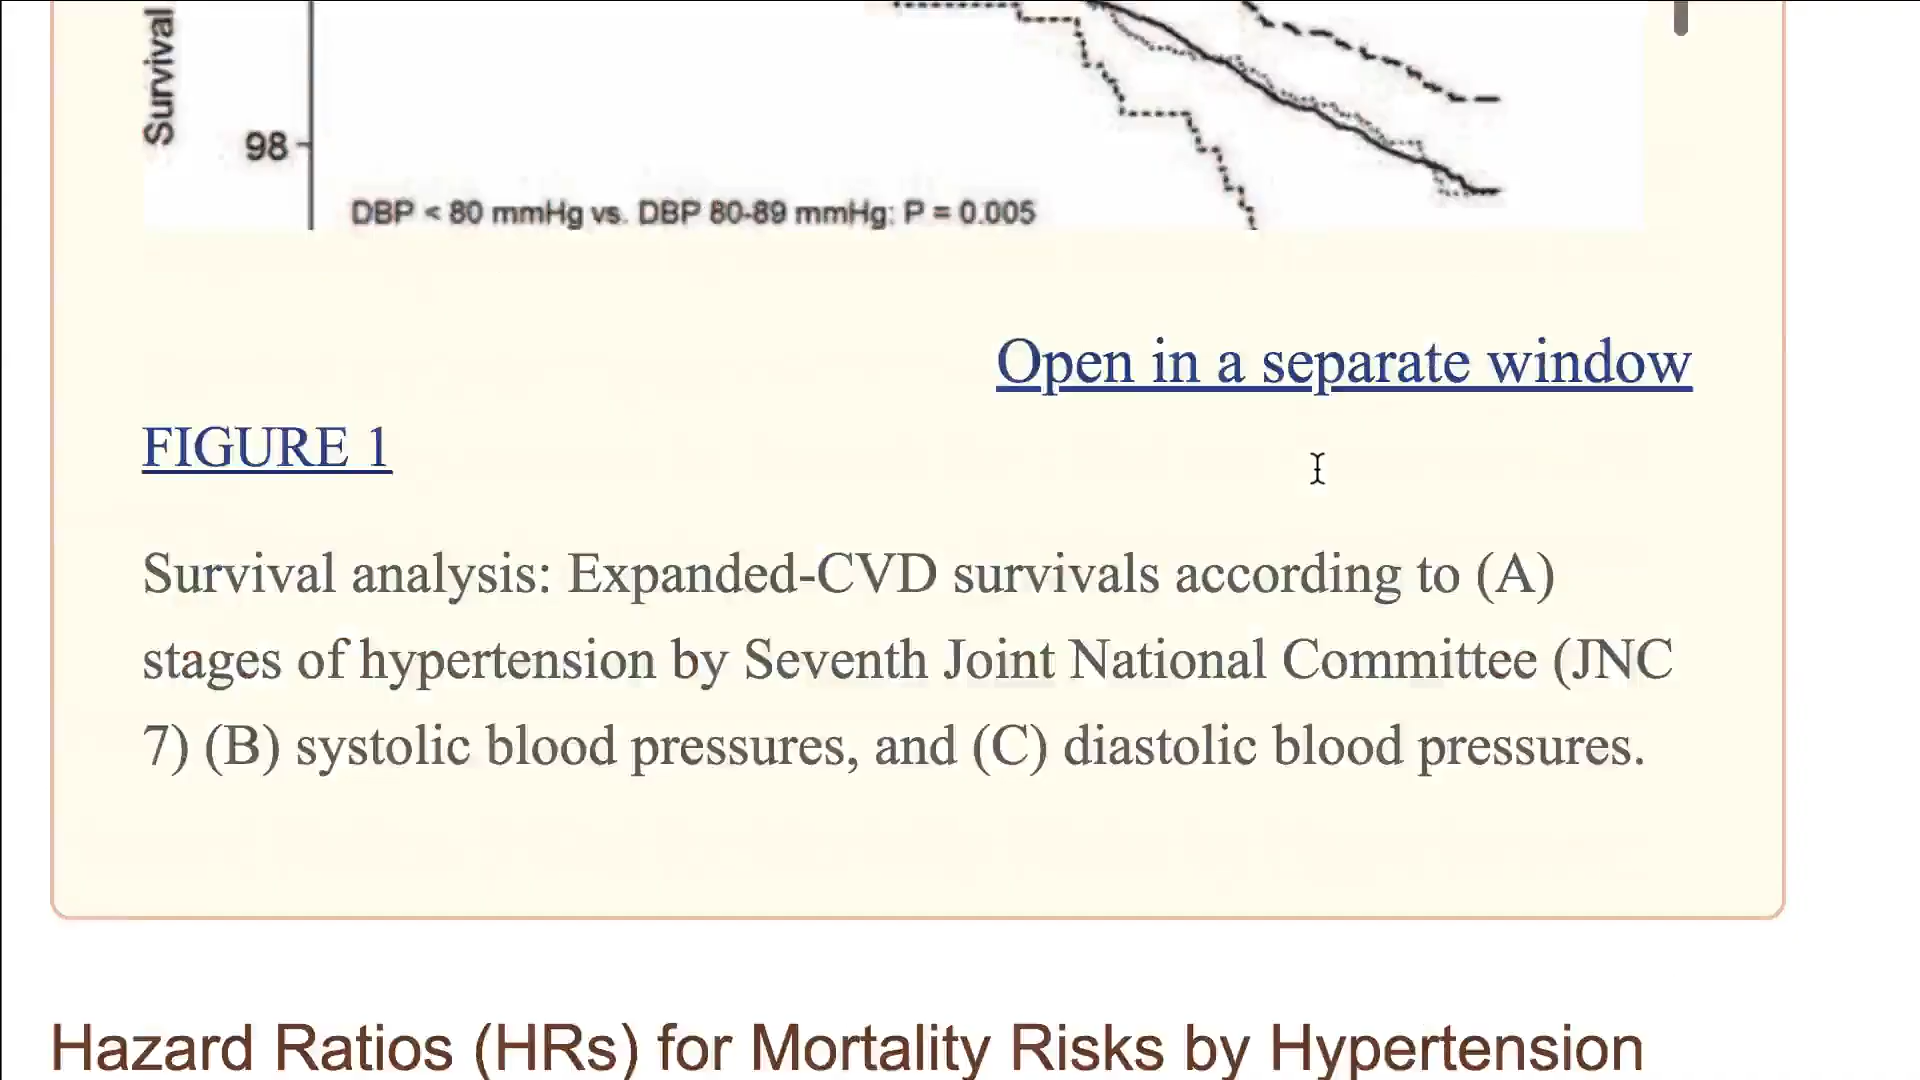 Survival
98
DBP < 80 mmHg vs. DBP 80-89 mmHg: P = 0.005
Open in a separate window
FIGURE 1
Survival analysis: Expanded-CVD survivals according to (A)
stages of hypertension by Seventh Joint National Committee (JNC
7) (B) systolic blood pressures, and (C) diastolic blood pressures.
Hazard Ratios (HRs) for Mortality Risks by Hypertension